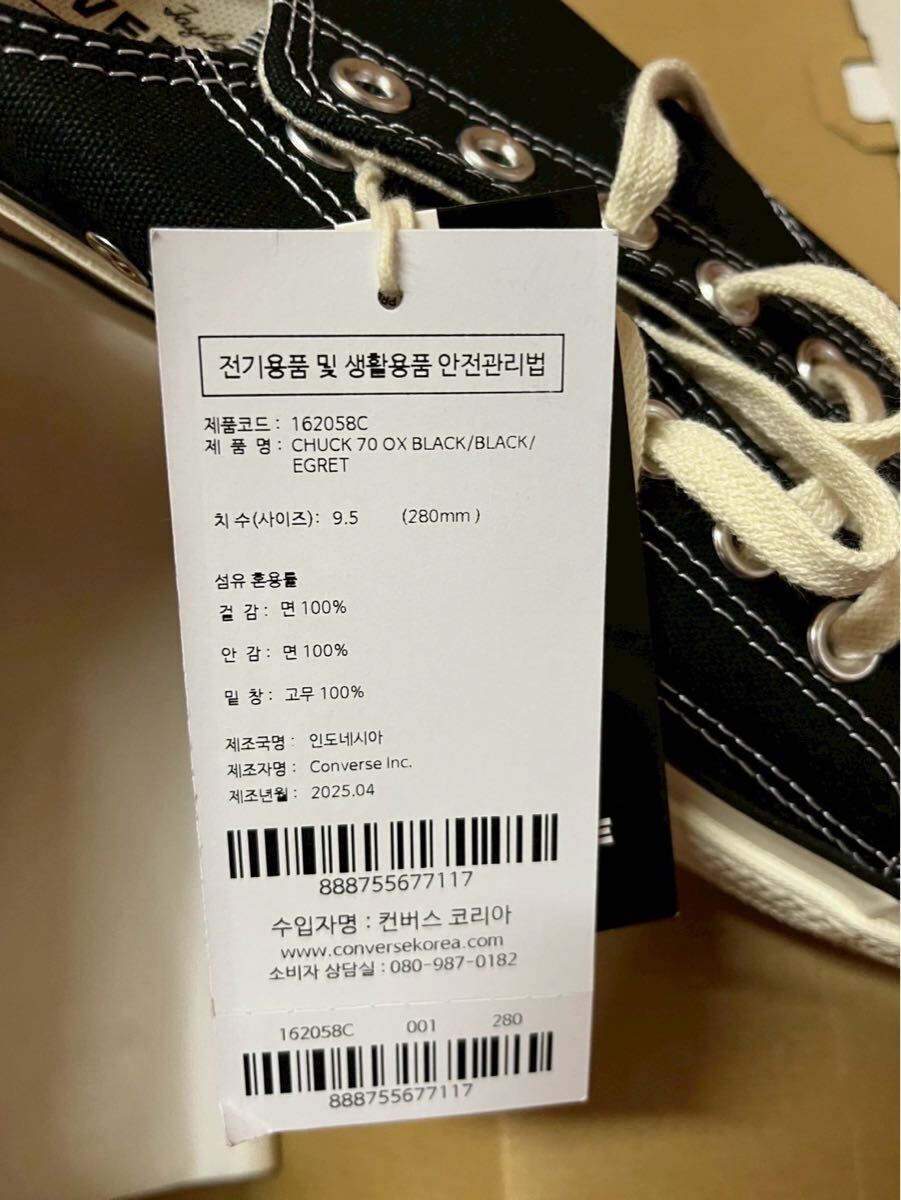 Taylor
전기용품 및 생활용품 안전관리법
제품코드 : 162058C
제 품 명 : CHUCK 70 OX BLACK/BLACK/
EGRET
치 수(사이즈) : 9.5 (280mm )
섬유 혼용률
겉 감 : 면 100%
안 감 : 면 100%
밑 창 : 고무 100%
제조국명 : 인도네시아
제조자명 : Converse Inc.
제조년월 : 2025.04
888755677117
수입자명 : 컨버스 코리아
www.conversekorea.com
소비자 상담실 : 080-987-0182
162058C 001 280
888755677117